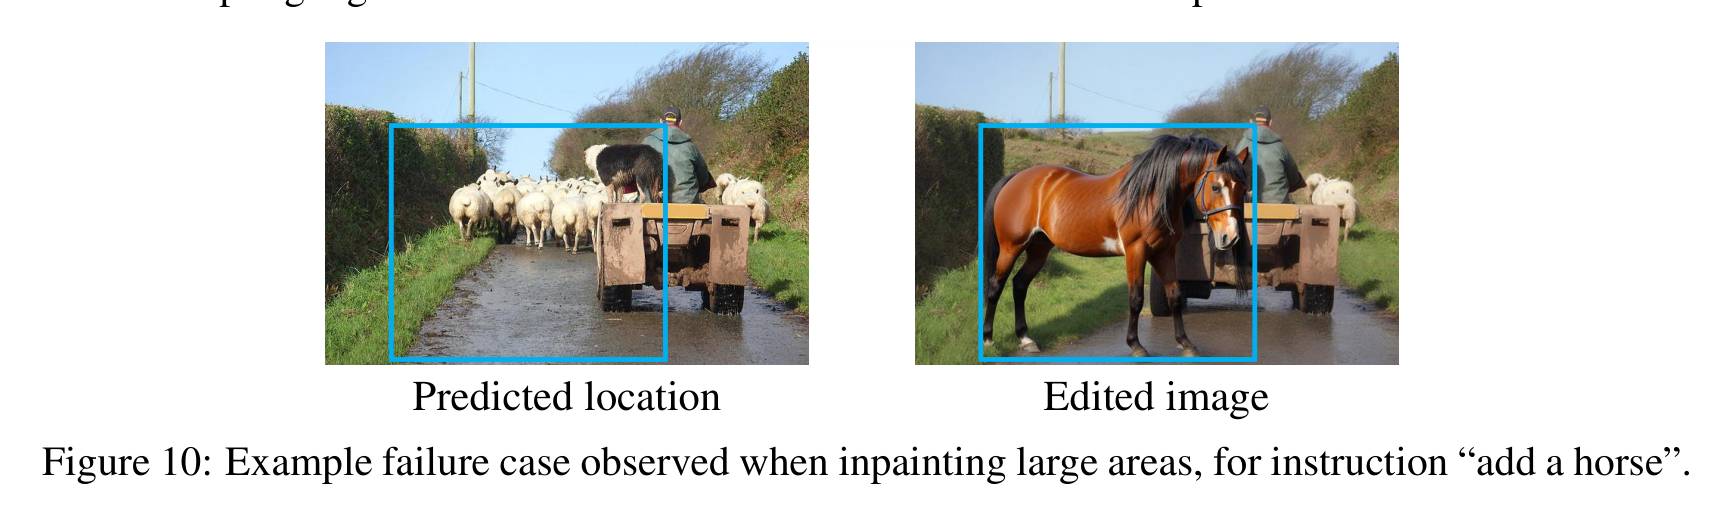 Predicted location
Edited image
Figure 10: Example failure case observed when inpainting large areas, for instruction “add a horse”.